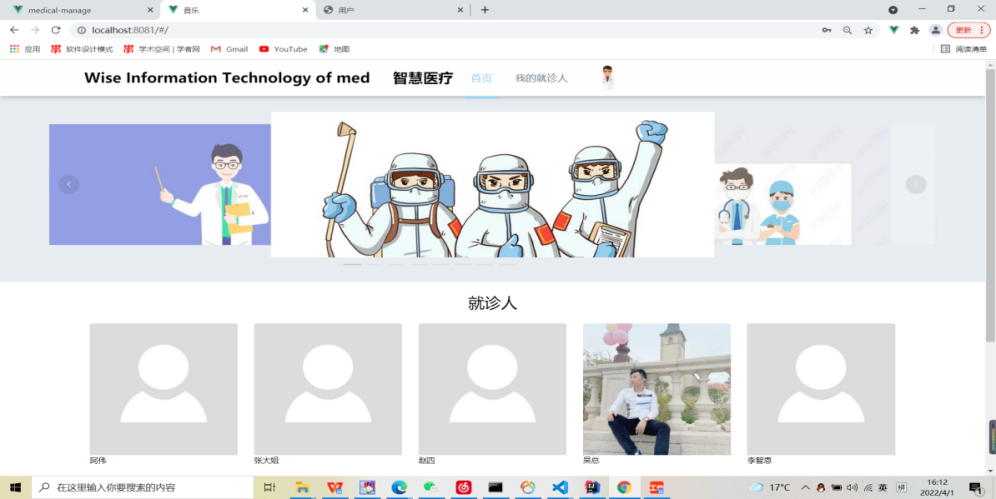 medical-manage
音乐
用户
localhost:8081/#/
更新
应用
软件设计模式
学术空间 | 学者网
Gmail
YouTube
地图
阅读清单
Wise Information Technology of med
智慧医疗
首页
我的就诊人
就诊人
阿伟
张大姐
赵四
吴总
李智恩
在这里输入你要搜索的内容
17°C
英
拼
16:12
2022/4/1